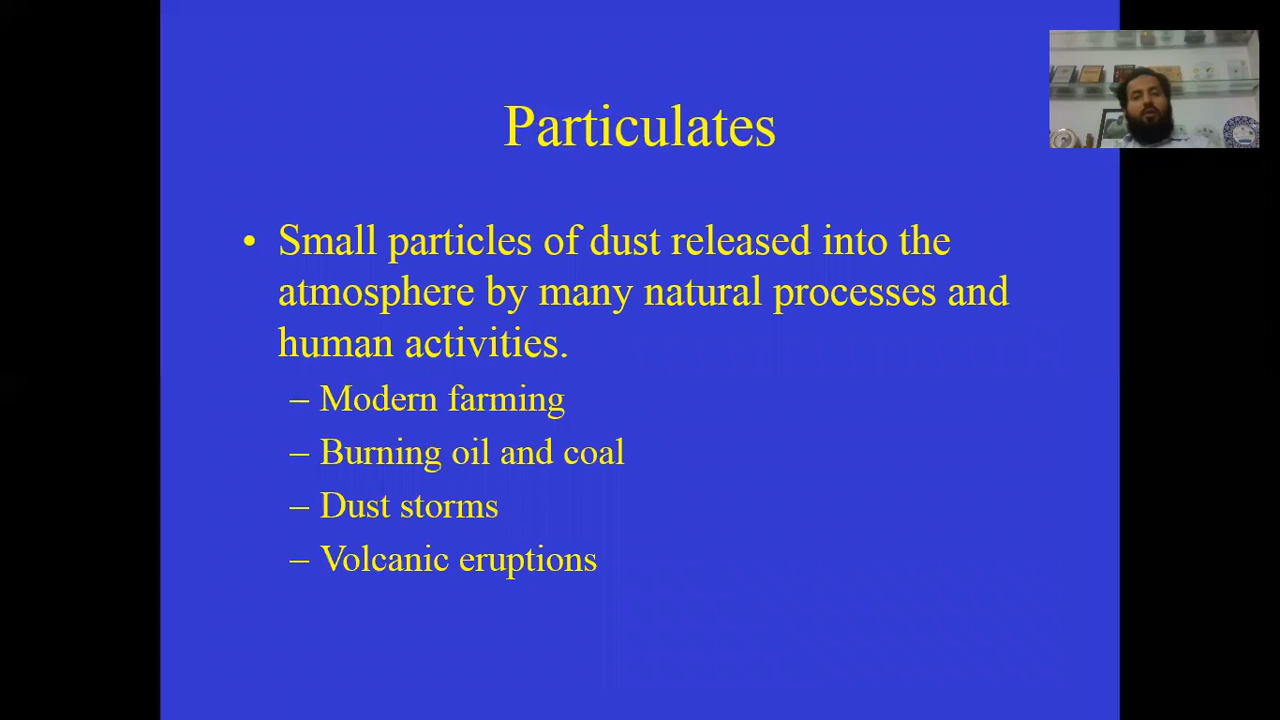 Particulates
• Small particles of dust released into the
atmosphere by many natural processes and
human activities.
– Modern farming
– Burning oil and coal
– Dust storms
– Volcanic eruptions